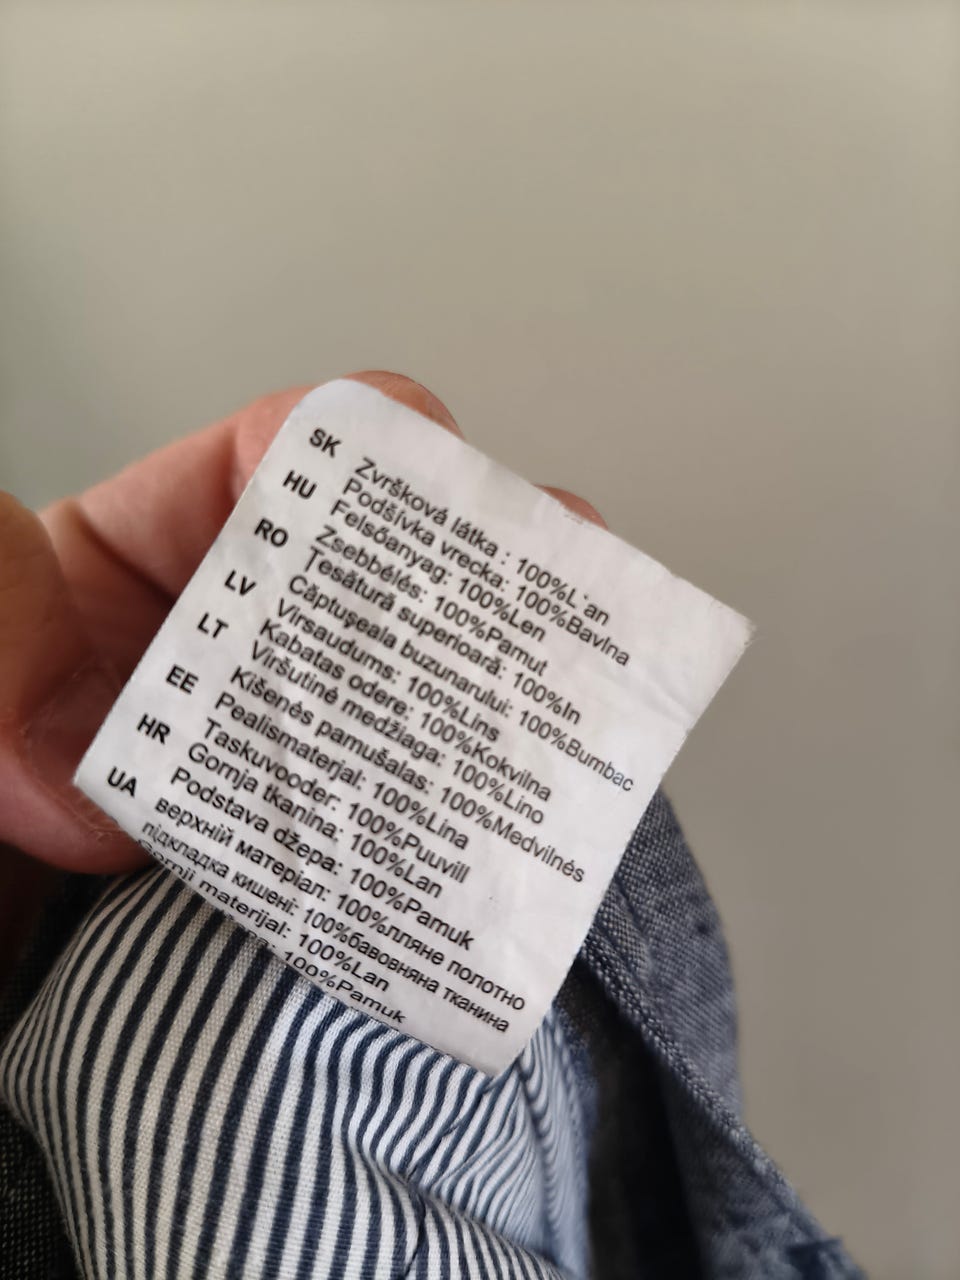 SK Zvršková látka : 100%L'an
Podšívka vrecka: 100%Bavlna
HU Felsőanyag: 100%Len
Zsebbélés: 100%Pamut
RO Țesătură superioară: 100%In
Căptușeala buzunarului: 100%Bumbac
LV Virsaudums: 100%Lins
Kabatas odere: 100%Kokvilna
LT Viršutinė medžiaga: 100%Lino
Kišenės pamušalas: 100%Medvilnės
EE Pealismaterjal: 100%Lina
Taskuvooder: 100%Puuvill
HR Gornja tkanina: 100%Lan
Podstava džepa: 100%Pamuk
UA верхній матеріал: 100%лляне полотно
підкладка кишені: 100%бавовняна тканина
Gornji materijal: 100%Lan
100%Pamuk